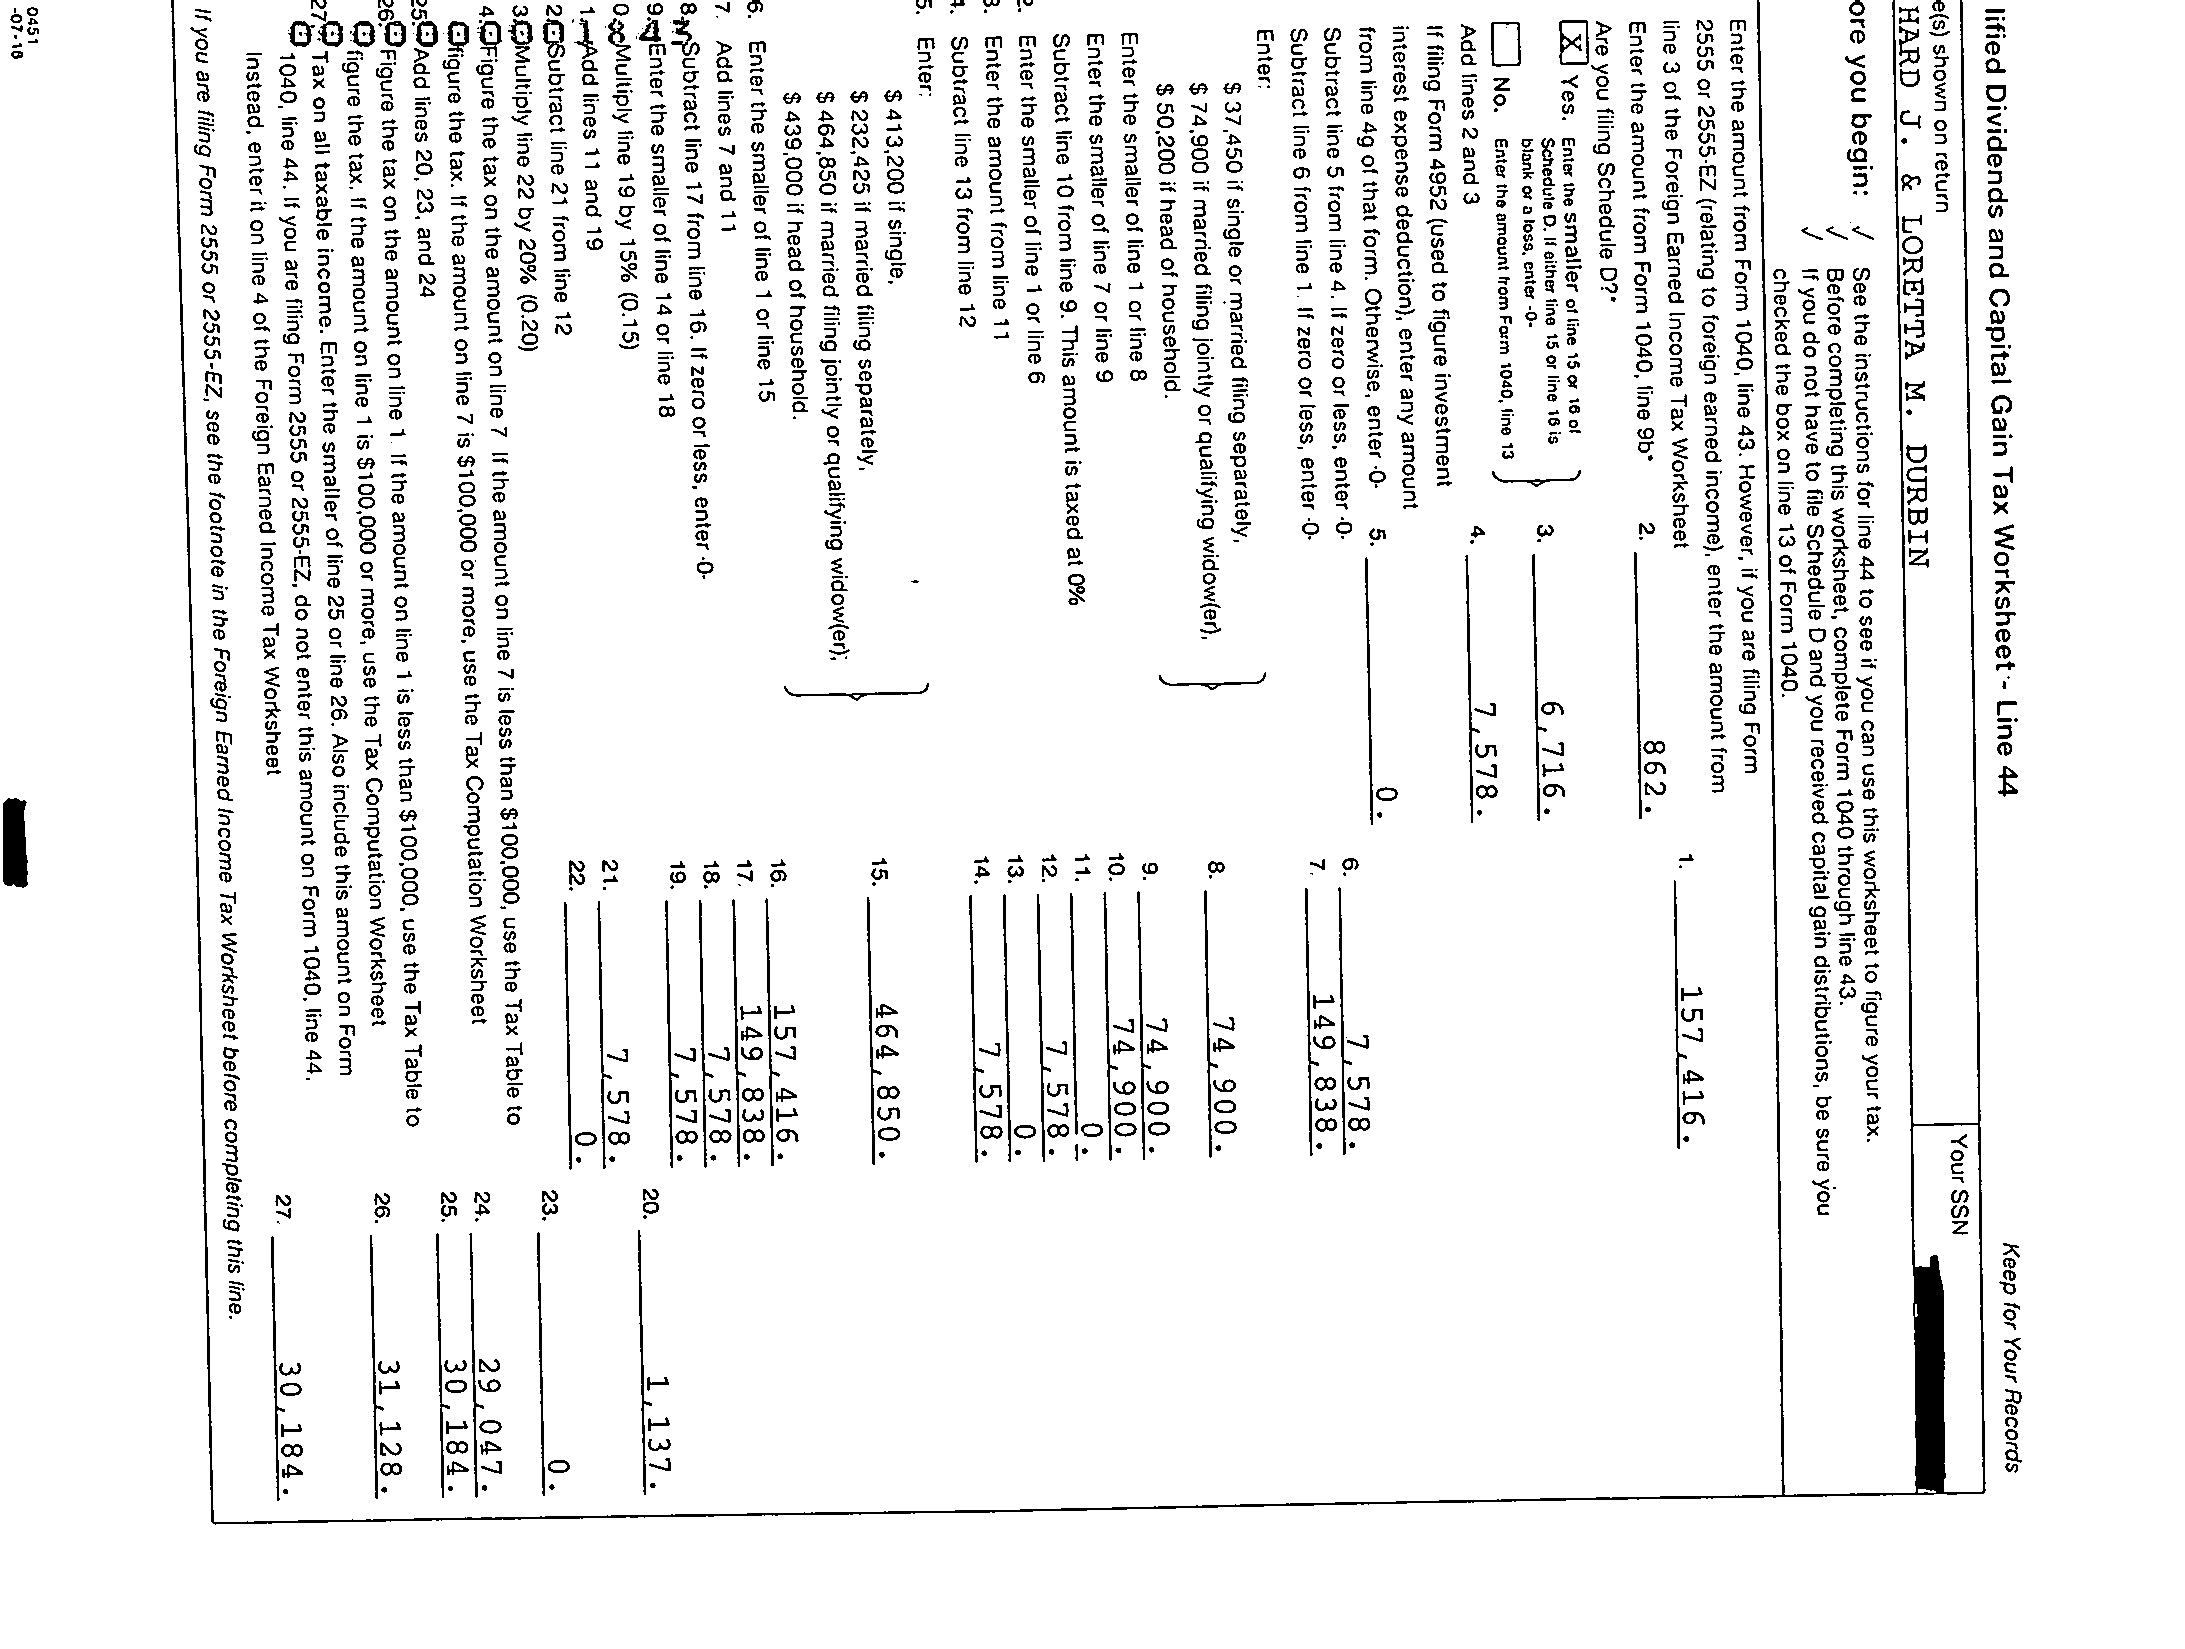 lified Dividends and Capital Gain Tax Worksheet - Line 44 Keep for Your Records
e(s) shown on return Your SSN
HARD J. & LORETTA M. DURBIN
ore you begin: ✓ See the instructions for line 44 to see if you can use this worksheet to figure your tax.
✓ Before completing this worksheet, complete Form 1040 through line 43.
✓ If you do not have to file Schedule D and you received capital gain distributions, be sure you
checked the box on line 13 of Form 1040.
Enter the amount from Form 1040, line 43. However, if you are filing Form
2555 or 2555-EZ (relating to foreign earned income), enter the amount from
line 3 of the Foreign Earned Income Tax Worksheet 1. 157,416.
Enter the amount from Form 1040, line 9b* 2. 862.
Are you filing Schedule D?*
X Yes. Enter the smaller of line 15 or 16 of
Schedule D. If either line 15 or line 16 is
blank or a loss, enter -0- 3. 6,716.
No. Enter the amount from Form 1040, line 13
Add lines 2 and 3 4. 7,578.
If filing Form 4952 (used to figure investment
interest expense deduction), enter any amount
from line 4g of that form. Otherwise, enter -0- 5. 0.
Subtract line 5 from line 4. If zero or less, enter -0- 6. 7,578.
Subtract line 6 from line 1. If zero or less, enter -0- 7. 149,838.
Enter:
$ 37,450 if single or married filing separately,
$ 74,900 if married filing jointly or qualifying widow(er), 8. 74,900.
$ 50,200 if head of household.
Enter the smaller of line 1 or line 8 9. 74,900.
Enter the smaller of line 7 or line 9 10. 74,900.
Subtract line 10 from line 9. This amount is taxed at 0% 11. 0.
2. Enter the smaller of line 1 or line 6 12. 7,578.
3. Enter the amount from line 11 13. 0.
4. Subtract line 13 from line 12 14. 7,578.
5. Enter:
$ 413,200 if single,
$ 232,425 if married filing separately, 15. 464,850.
$ 464,850 if married filing jointly or qualifying widow(er);
$ 439,000 if head of household.
6. Enter the smaller of line 1 or line 15 16. 157,416.
7. Add lines 7 and 11 17. 149,838.
8. Subtract line 17 from line 16. If zero or less, enter -0- 18. 7,578.
9. Enter the smaller of line 14 or line 18 19. 7,578.
0. Multiply line 19 by 15% (0.15) 20. 1,137.
1. Add lines 11 and 19 21. 7,578.
2. Subtract line 21 from line 12 22. 0.
3. Multiply line 22 by 20% (0.20) 23. 0.
4. Figure the tax on the amount on line 7 If the amount on line 7 is less than $100,000, use the Tax Table to
figure the tax. If the amount on line 7 is $100,000 or more, use the Tax Computation Worksheet 24. 29,047.
25. Add lines 20, 23, and 24 25. 30,184.
26. Figure the tax on the amount on line 1. If the amount on line 1 is less than $100,000, use the Tax Table to
figure the tax. If the amount on line 1 is $100,000 or more, use the Tax Computation Worksheet 26. 31,128.
27. Tax on all taxable income. Enter the smaller of line 25 or line 26. Also include this amount on Form
1040, line 44. If you are filing Form 2555 or 2555-EZ, do not enter this amount on Form 1040, line 44.
Instead, enter it on line 4 of the Foreign Earned Income Tax Worksheet 27. 30,184.
If you are filing Form 2555 or 2555-EZ, see the footnote in the Foreign Earned Income Tax Worksheet before completing this line.
0451
-07-18